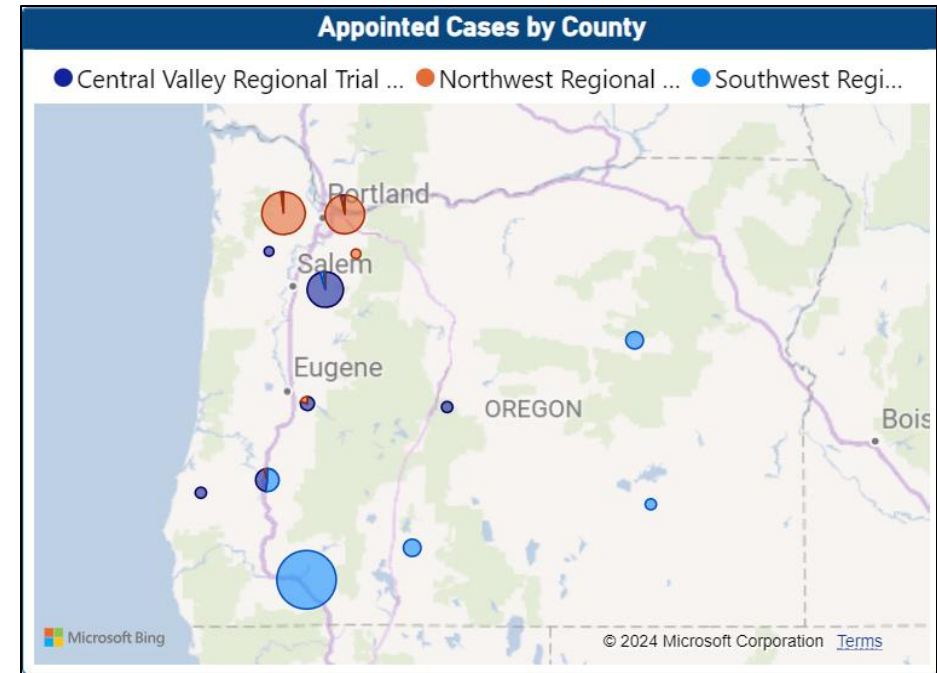 Appointed Cases by County
Central Valley Regional Trial ... Northwest Regional ... Southwest Regi...
Portland
Salem
Eugene
OREGON
Bois
Microsoft Bing
© 2024 Microsoft Corporation Terms